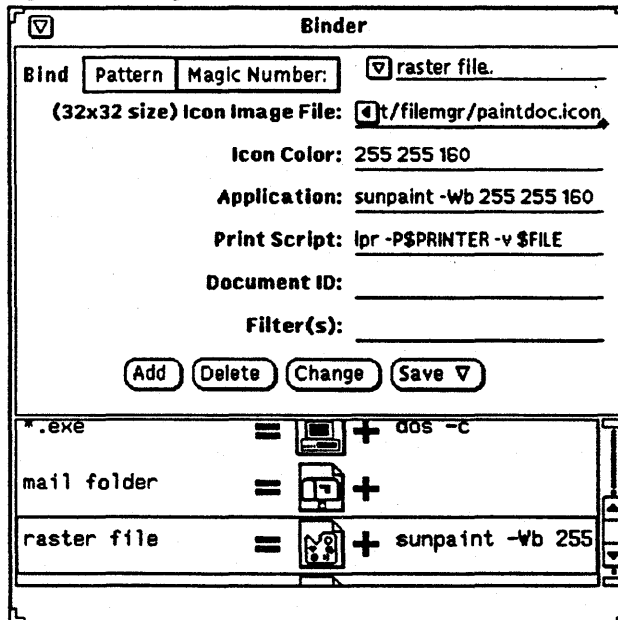 Binder
Bind Pattern Magic Number: raster file.
(32x32 size) Icon Image File: t/filemgr/paintdoc.icon
Icon Color: 255 255 160
Application: sunpaint -Wb 255 255 160
Print Script: lpr -P$PRINTER -v $FILE
Document ID:
Filter(s):
Add Delete Change Save
*.exe = + dos -c
mail folder = +
raster file = + sunpaint -Wb 255